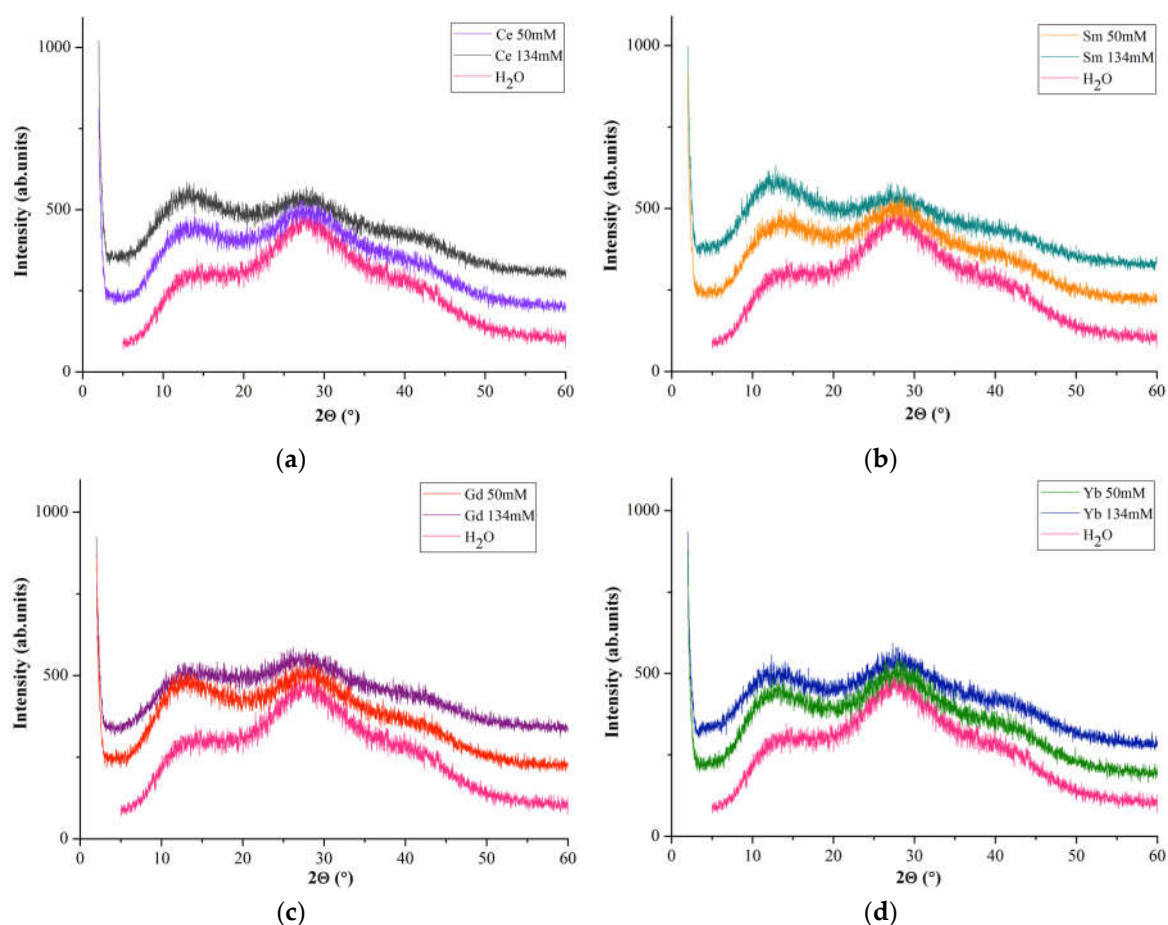 Ce 50mM
Ce 134mM
H₂O
1000
500
0
Intensity (ab.units)
0 10 20 30 40 50 60
2Θ (°)
(a)
Sm 50mM
Sm 134mM
H₂O
1000
500
0
Intensity (ab.units)
0 10 20 30 40 50 60
2Θ (°)
(b)
Gd 50mM
Gd 134mM
H₂O
1000
500
0
Intensity (ab.units)
0 10 20 30 40 50 60
2Θ (°)
(c)
Yb 50mM
Yb 134mM
H₂O
1000
500
0
Intensity (ab.units)
0 10 20 30 40 50 60
2Θ (°)
(d)